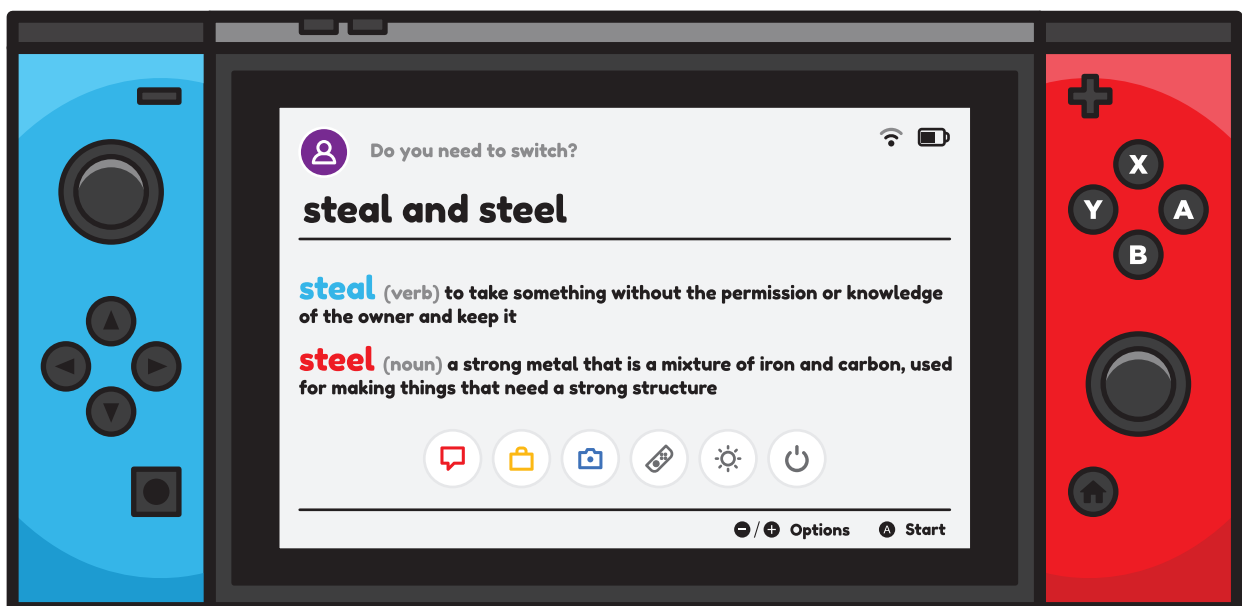 Do you need to switch?
steal and steel
steal (verb) to take something without the permission or knowledge
of the owner and keep it
steel (noun) a strong metal that is a mixture of iron and carbon, used
for making things that need a strong structure
X
Y A
B
/ Options A Start